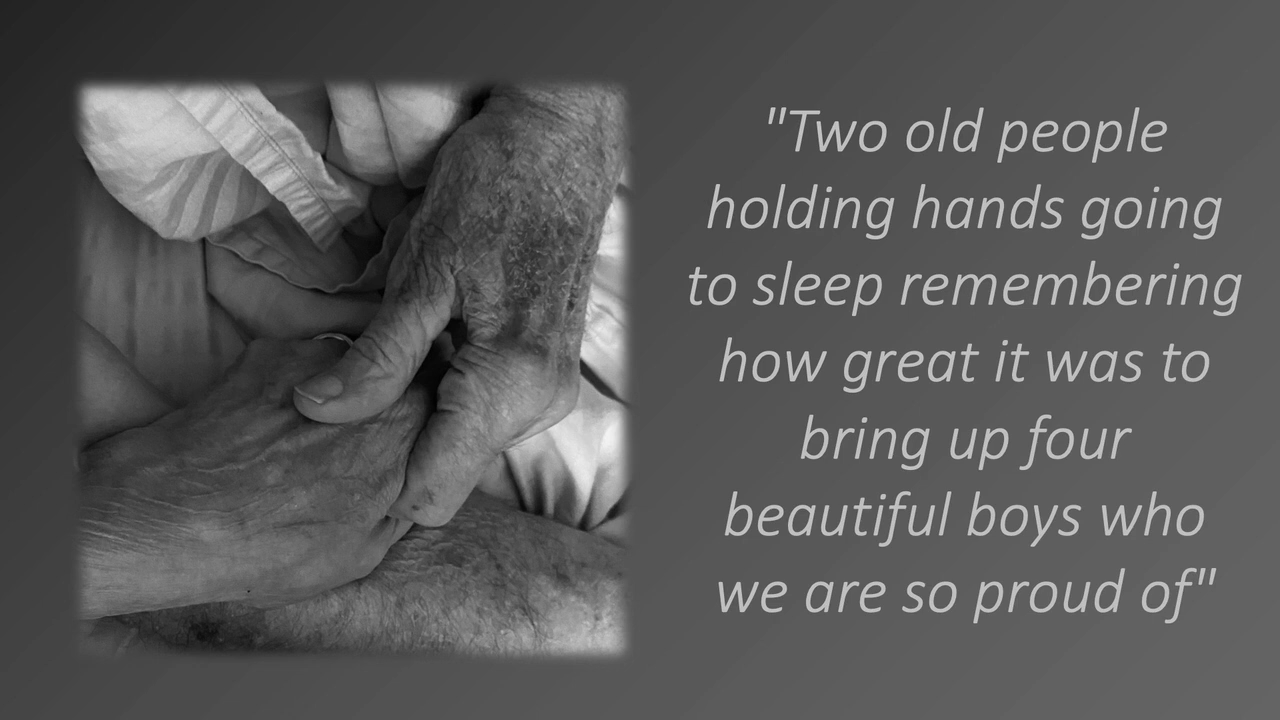 "Two old people
holding hands going
to sleep remembering
how great it was to
bring up four
beautiful boys who
we are so proud of"